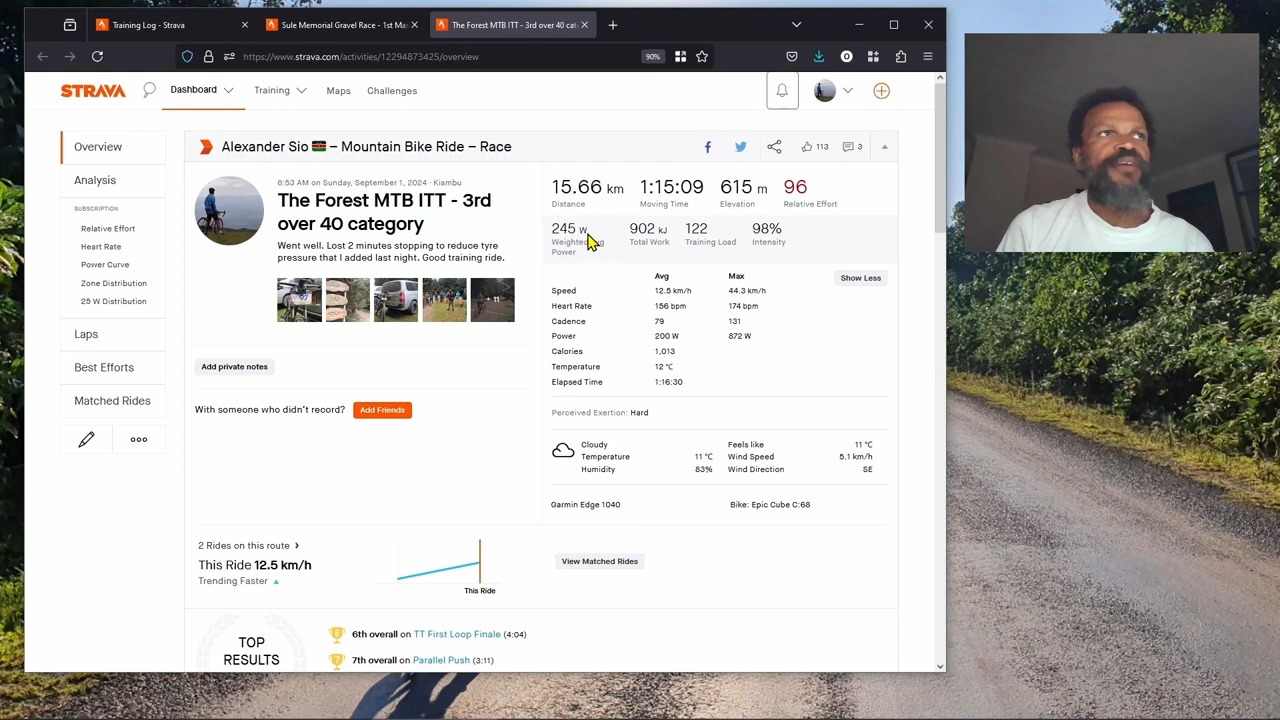 Training Log - Strava
Sule Memorial Gravel Race - 1st Ma
The Forest MTB ITT - 3rd over 40 cat
https://www.strava.com/activities/12294873425/overview
90%
STRAVA
Dashboard
Training
Maps
Challenges
Overview
Analysis
SUBSCRIPTION
Relative Effort
Heart Rate
Power Curve
Zone Distribution
25 W Distribution
Laps
Best Efforts
Matched Rides
Alexander Sio 🇰🇪 – Mountain Bike Ride – Race
113
3
8:53 AM on Sunday, September 1, 2024 · Kiambu
The Forest MTB ITT - 3rd
over 40 category
Went well. Lost 2 minutes stopping to reduce tyre
pressure that I added last night. Good training ride.
+ 11
Add private notes
With someone who didn't record? Add Friends
15.66 km 1:15:09 615 m 96
Distance Moving Time Elevation Relative Effort
245 W 902 kJ 122 98%
Total Work Training Load Intensity
Power
Avg Max
Show Less
Speed 12.5 km/h 44.3 km/h
Heart Rate 156 bpm 174 bpm
Cadence 79 131
Power 200 W 872 W
Calories 1,013
Temperature 12 °C
Elapsed Time 1:16:30
Perceived Exertion: Hard
Cloudy Feels like 11 °C
Temperature 11 °C Wind Speed 5.1 km/h
Humidity 83% Wind Direction SE
Garmin Edge 1040 Bike: Epic Cube C:68
2 Rides on this route
This Ride 12.5 km/h
Trending Faster
This Ride
View Matched Rides
TOP
RESULTS
6th overall on TT First Loop Finale (4:04)
7th overall on Parallel Push (3:11)